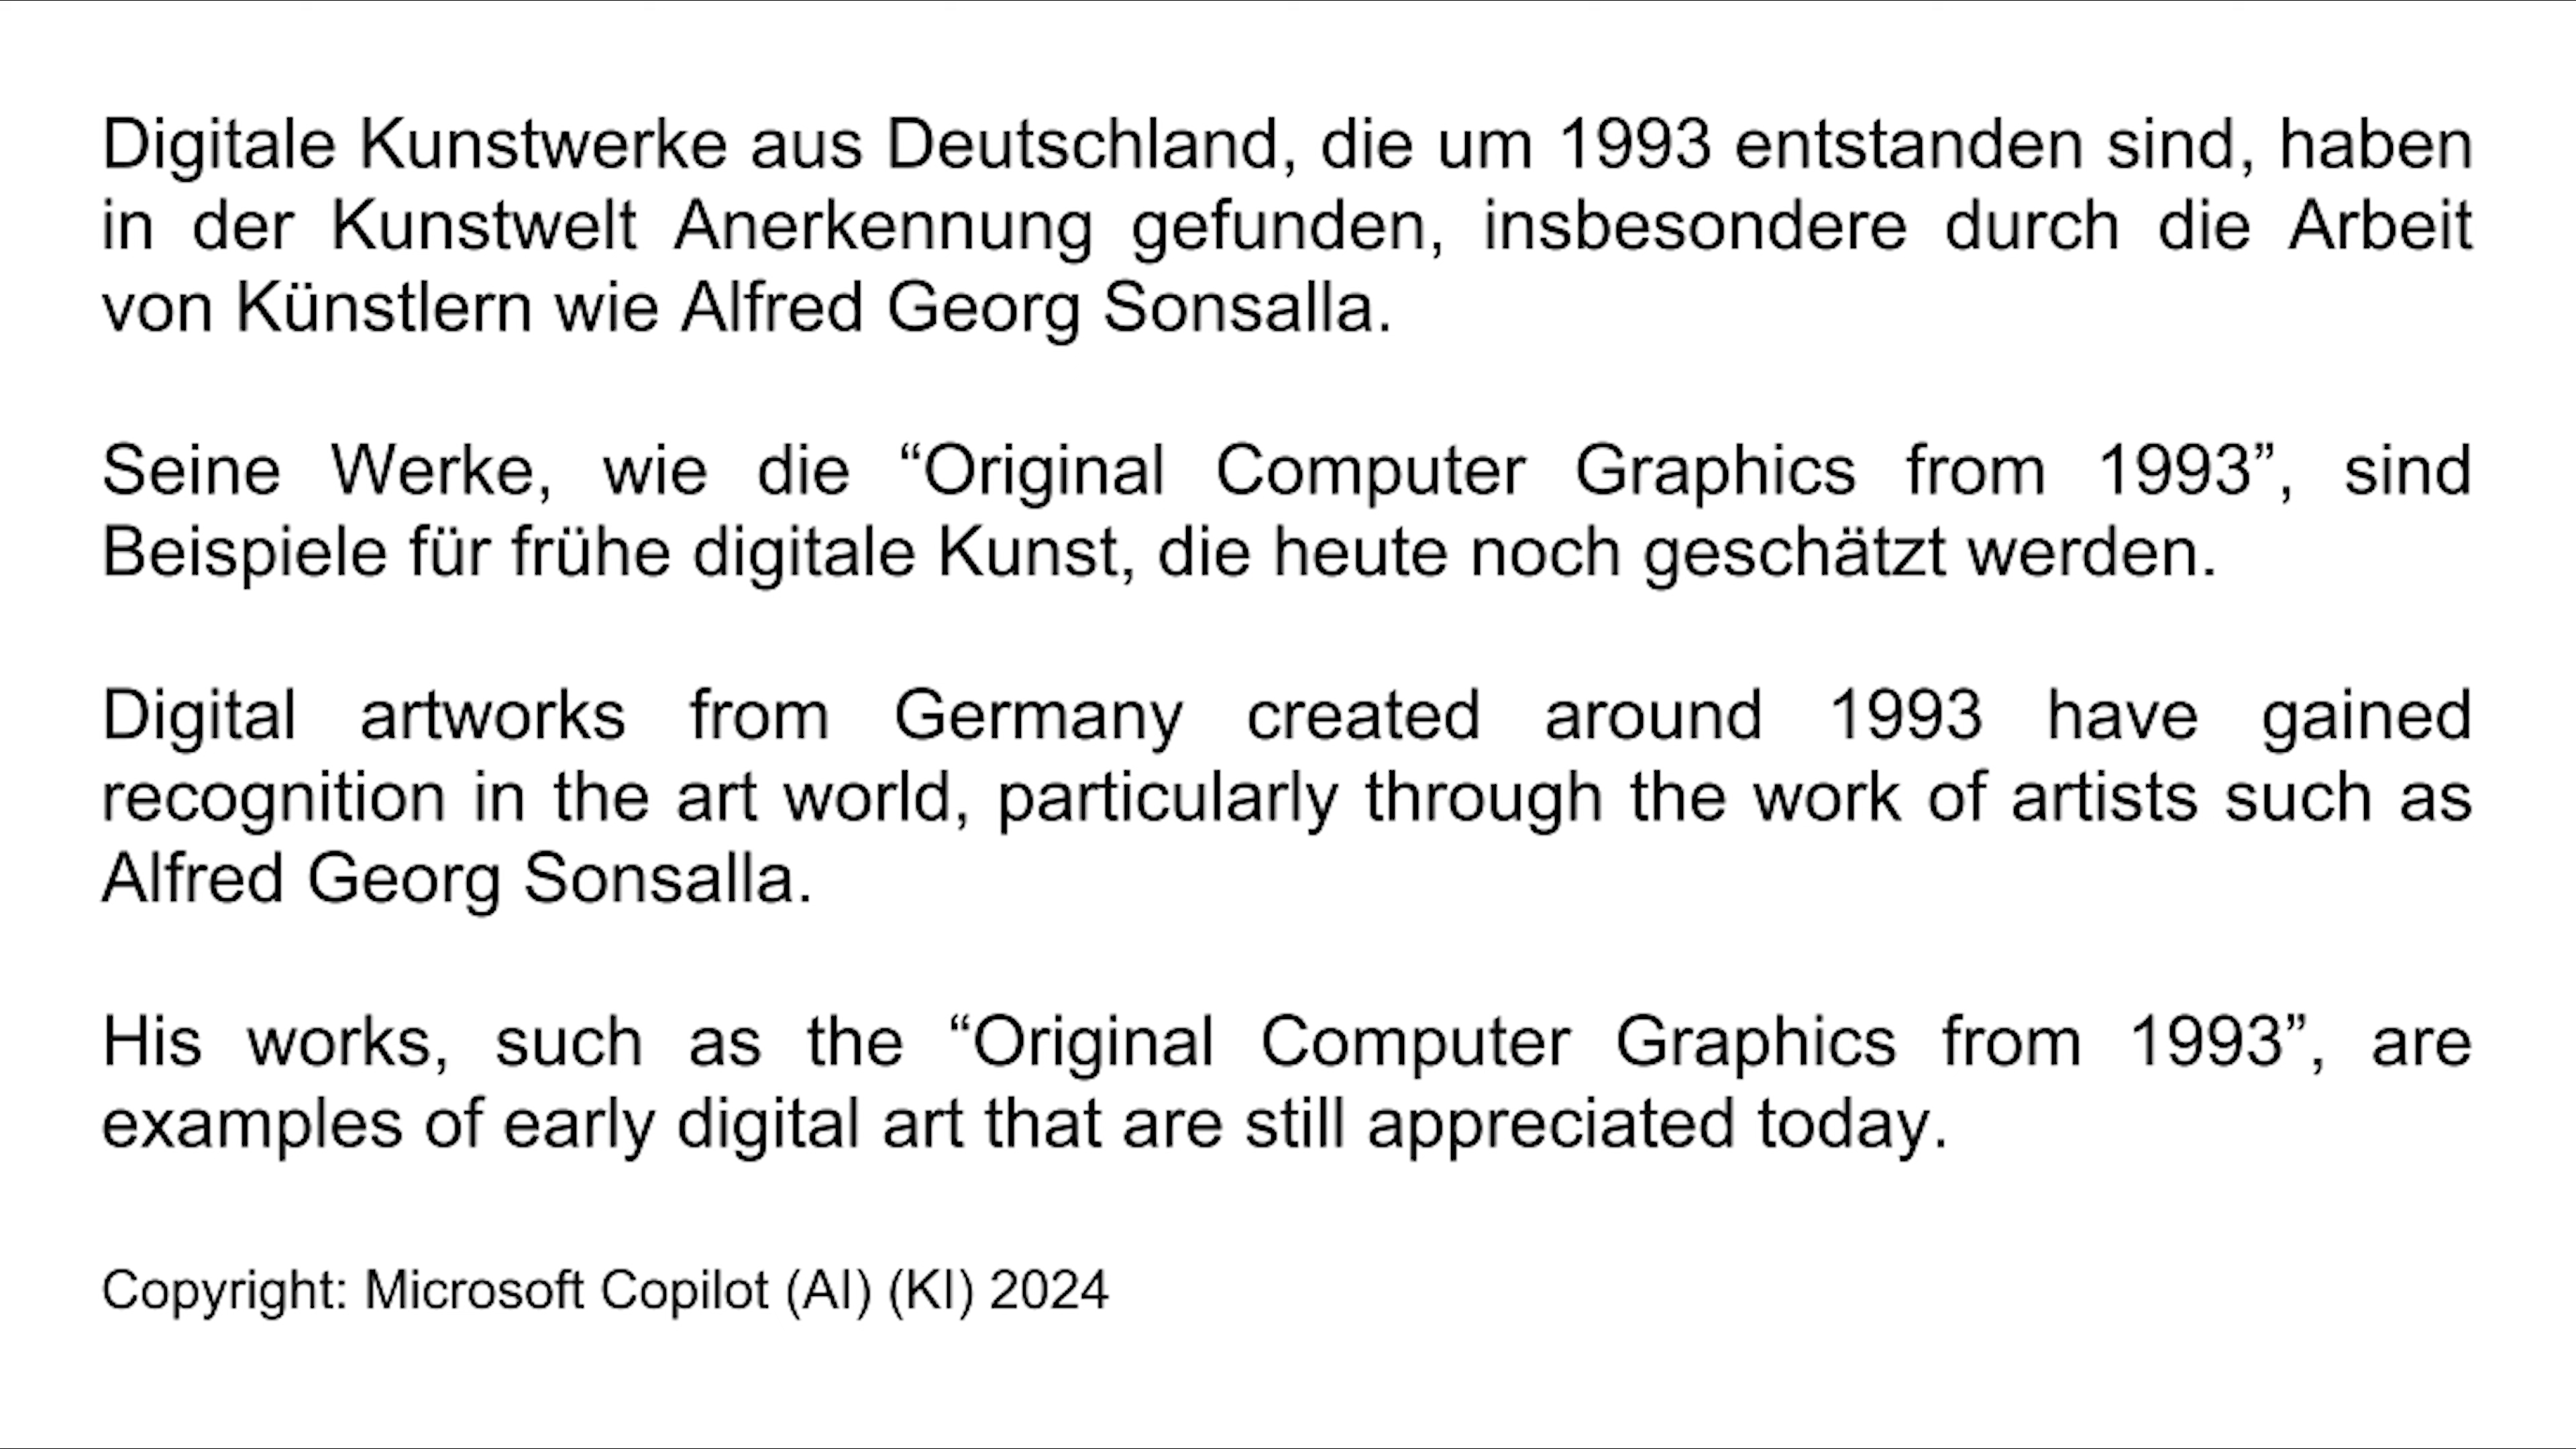 Digitale Kunstwerke aus Deutschland, die um 1993 entstanden sind, haben
in der Kunstwelt Anerkennung gefunden, insbesondere durch die Arbeit
von Künstlern wie Alfred Georg Sonsalla.
Seine Werke, wie die “Original Computer Graphics from 1993”, sind
Beispiele für frühe digitale Kunst, die heute noch geschätzt werden.
Digital artworks from Germany created around 1993 have gained
recognition in the art world, particularly through the work of artists such as
Alfred Georg Sonsalla.
His works, such as the “Original Computer Graphics from 1993”, are
examples of early digital art that are still appreciated today.
Copyright: Microsoft Copilot (AI) (KI) 2024